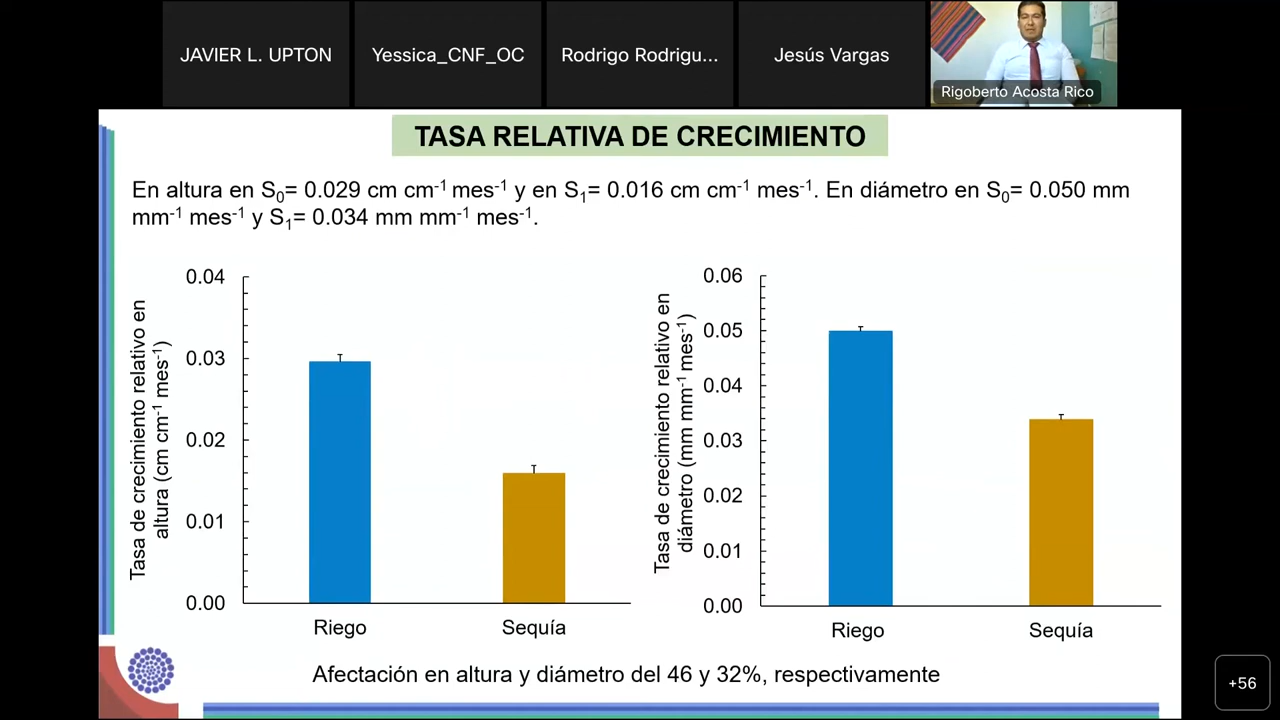 JAVIER L. UPTON
Yessica_CNF_OC
Rodrigo Rodrigu...
Jesús Vargas
Rigoberto Acosta Rico
TASA RELATIVA DE CRECIMIENTO
En altura en S₀= 0.029 cm cm⁻¹ mes⁻¹ y en S₁= 0.016 cm cm⁻¹ mes⁻¹. En diámetro en S₀= 0.050 mm
mm⁻¹ mes⁻¹ y S₁= 0.034 mm mm⁻¹ mes⁻¹.
Tasa de crecimiento relativo en
altura (cm cm⁻¹ mes⁻¹)
0.04
0.03
0.02
0.01
0.00
Riego
Sequía
Tasa de crecimiento relativo en
diámetro (mm mm⁻¹ mes⁻¹)
0.06
0.05
0.04
0.03
0.02
0.01
0.00
Riego
Sequía
Afectación en altura y diámetro del 46 y 32%, respectivamente
+56